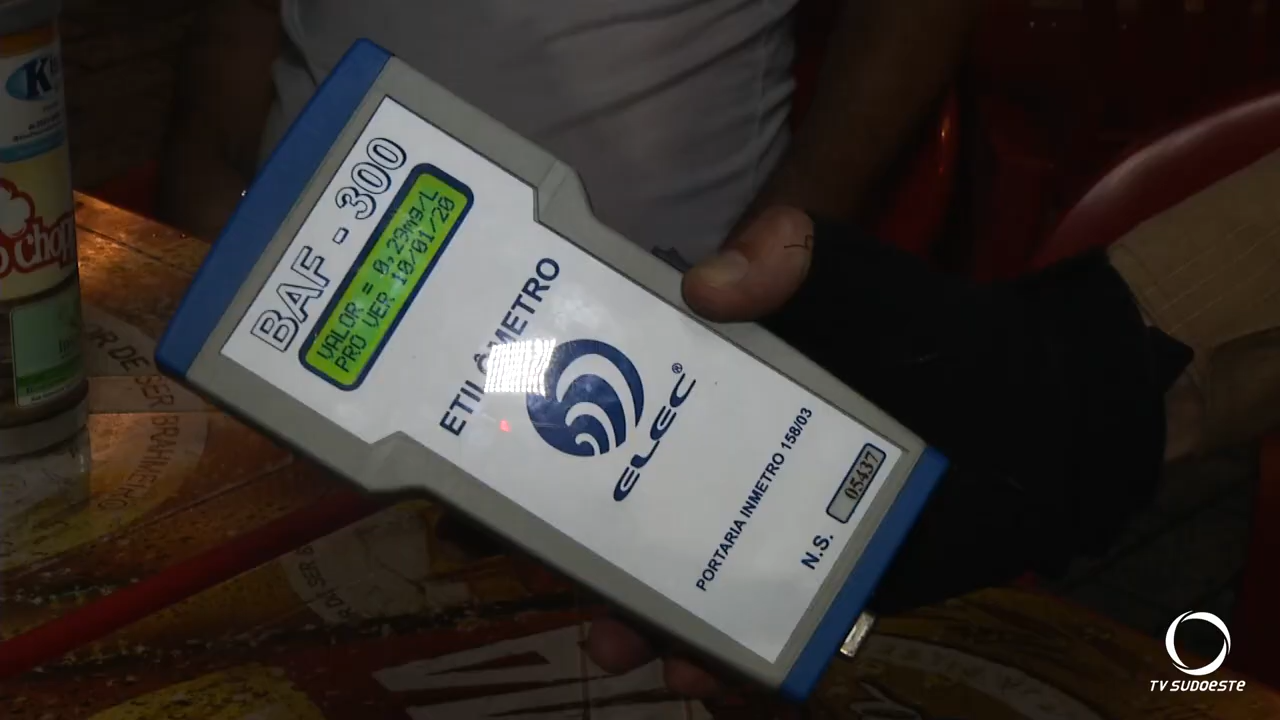 BAF - 300
VALOR = 0,29mg/L
PRO VER 10/01/20
ETILÔMETRO
ELEC®
PORTARIA INMETRO 158/03
N.S. 05437
TV SUDOESTE